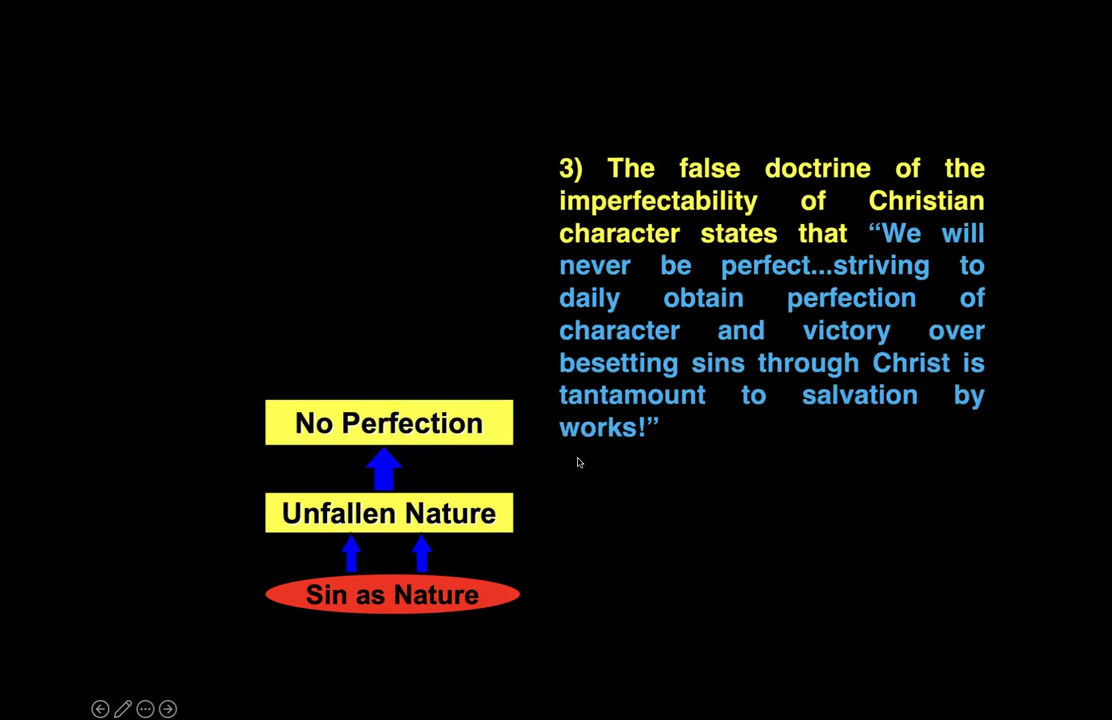 3) The false doctrine of the
imperfectability of Christian
character states that “We will
never be perfect...striving to
daily obtain perfection of
character and victory over
besetting sins through Christ is
tantamount to salvation by
works!”
No Perfection
Unfallen Nature
Sin as Nature